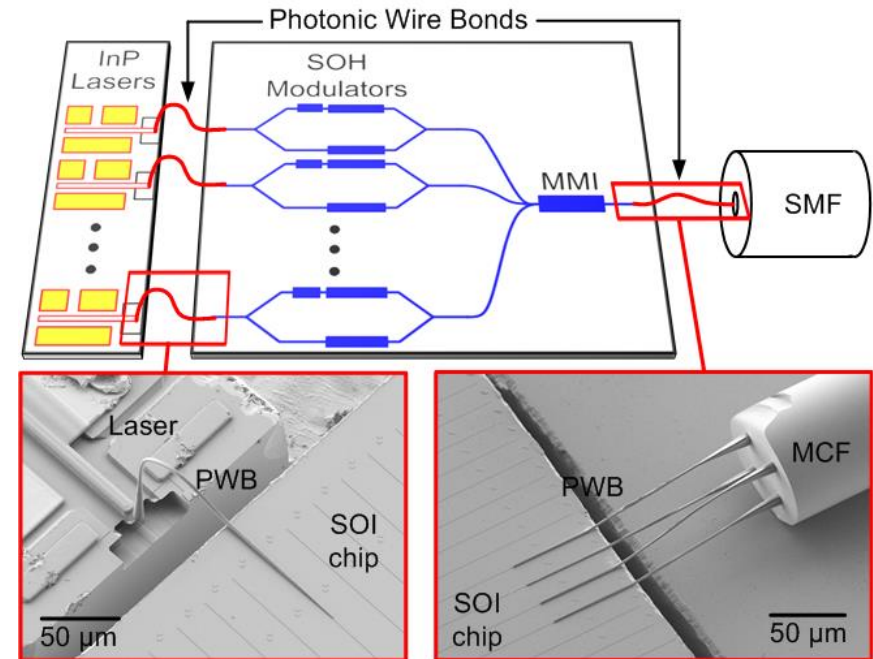 Photonic Wire Bonds
InP
Lasers
SOH
Modulators
MMI
SMF
Laser
PWB
SOI
chip
50 µm
PWB
MCF
SOI
chip
50 µm